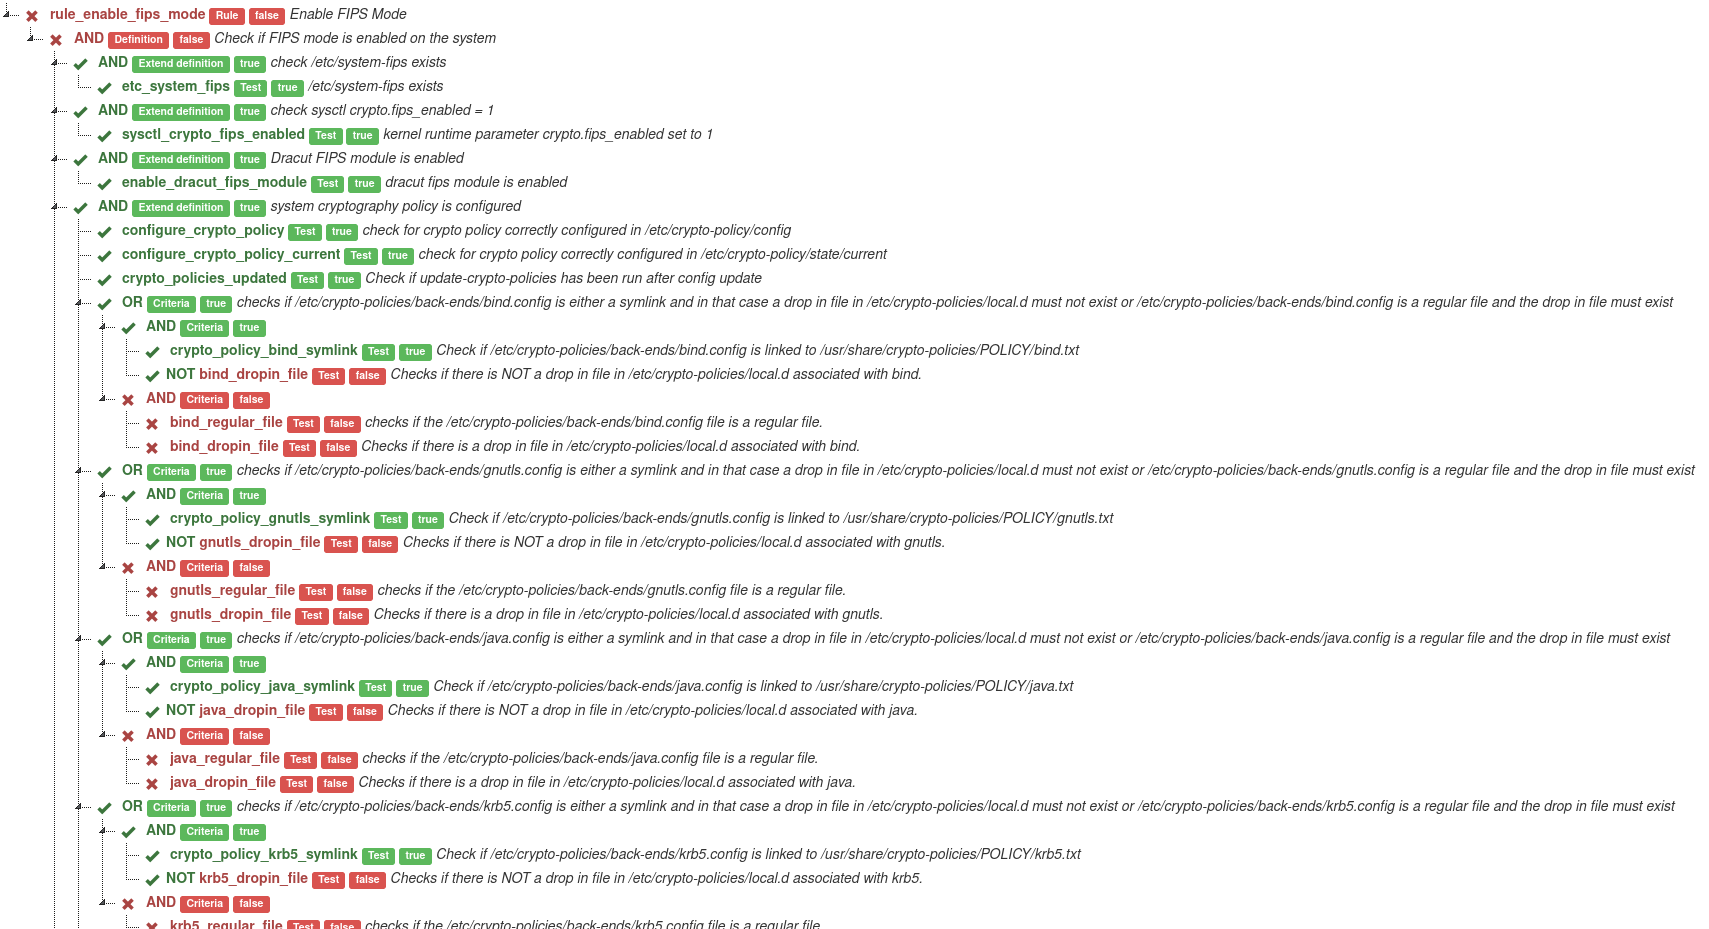 rule_enable_fips_mode Rule false Enable FIPS Mode
AND Definition false Check if FIPS mode is enabled on the system
AND Extend definition true check /etc/system-fips exists
etc_system_fips Test true /etc/system-fips exists
AND Extend definition true check sysctl crypto.fips_enabled = 1
sysctl_crypto_fips_enabled Test true kernel runtime parameter crypto.fips_enabled set to 1
AND Extend definition true Dracut FIPS module is enabled
enable_dracut_fips_module Test true dracut fips module is enabled
AND Extend definition true system cryptography policy is configured
configure_crypto_policy Test true check for crypto policy correctly configured in /etc/crypto-policy/config
configure_crypto_policy_current Test true check for crypto policy correctly configured in /etc/crypto-policy/state/current
crypto_policies_updated Test true Check if update-crypto-policies has been run after config update
OR Criteria true checks if /etc/crypto-policies/back-ends/bind.config is either a symlink and in that case a drop in file in /etc/crypto-policies/local.d must not exist or /etc/crypto-policies/back-ends/bind.config is a regular file and the drop in file must exist
AND Criteria true
crypto_policy_bind_symlink Test true Check if /etc/crypto-policies/back-ends/bind.config is linked to /usr/share/crypto-policies/POLICY/bind.txt
NOT bind_dropin_file Test false Checks if there is NOT a drop in file in /etc/crypto-policies/local.d associated with bind.
AND Criteria false
bind_regular_file Test false checks if the /etc/crypto-policies/back-ends/bind.config file is a regular file.
bind_dropin_file Test false Checks if there is a drop in file in /etc/crypto-policies/local.d associated with bind.
OR Criteria true checks if /etc/crypto-policies/back-ends/gnutls.config is either a symlink and in that case a drop in file in /etc/crypto-policies/local.d must not exist or /etc/crypto-policies/back-ends/gnutls.config is a regular file and the drop in file must exist
AND Criteria true
crypto_policy_gnutls_symlink Test true Check if /etc/crypto-policies/back-ends/gnutls.config is linked to /usr/share/crypto-policies/POLICY/gnutls.txt
NOT gnutls_dropin_file Test false Checks if there is NOT a drop in file in /etc/crypto-policies/local.d associated with gnutls.
AND Criteria false
gnutls_regular_file Test false checks if the /etc/crypto-policies/back-ends/gnutls.config file is a regular file.
gnutls_dropin_file Test false Checks if there is a drop in file in /etc/crypto-policies/local.d associated with gnutls.
OR Criteria true checks if /etc/crypto-policies/back-ends/java.config is either a symlink and in that case a drop in file in /etc/crypto-policies/local.d must not exist or /etc/crypto-policies/back-ends/java.config is a regular file and the drop in file must exist
AND Criteria true
crypto_policy_java_symlink Test true Check if /etc/crypto-policies/back-ends/java.config is linked to /usr/share/crypto-policies/POLICY/java.txt
NOT java_dropin_file Test false Checks if there is NOT a drop in file in /etc/crypto-policies/local.d associated with java.
AND Criteria false
java_regular_file Test false checks if the /etc/crypto-policies/back-ends/java.config file is a regular file.
java_dropin_file Test false Checks if there is a drop in file in /etc/crypto-policies/local.d associated with java.
OR Criteria true checks if /etc/crypto-policies/back-ends/krb5.config is either a symlink and in that case a drop in file in /etc/crypto-policies/local.d must not exist or /etc/crypto-policies/back-ends/krb5.config is a regular file and the drop in file must exist
AND Criteria true
crypto_policy_krb5_symlink Test true Check if /etc/crypto-policies/back-ends/krb5.config is linked to /usr/share/crypto-policies/POLICY/krb5.txt
NOT krb5_dropin_file Test false Checks if there is NOT a drop in file in /etc/crypto-policies/local.d associated with krb5.
AND Criteria false
krb5_regular_file Test false checks if the /etc/crypto-policies/back-ends/krb5.config file is a regular file.